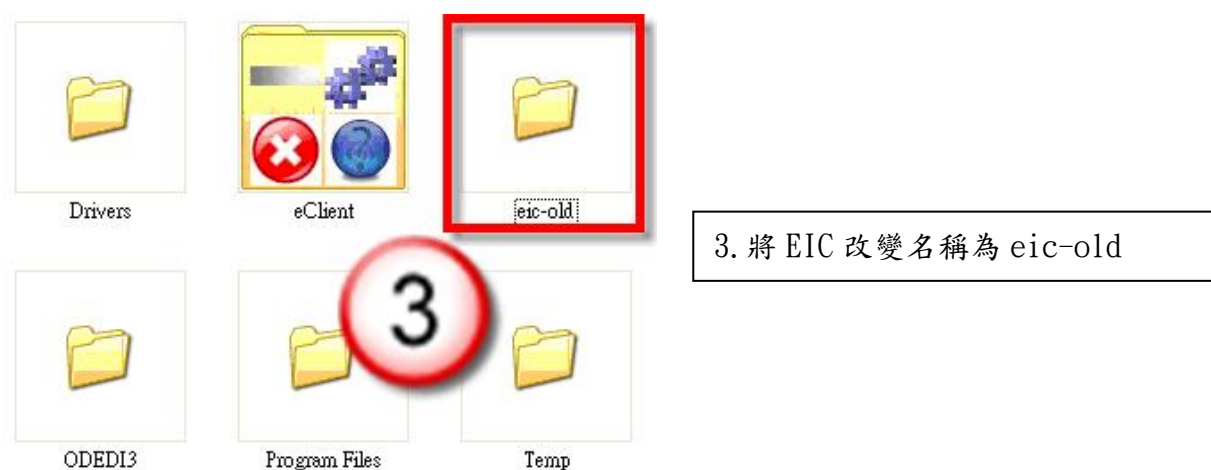 Drivers
eClient
eic-old
3.將 EIC 改變名稱為 eic-old
3
ODEDI3
Program Files
Temp